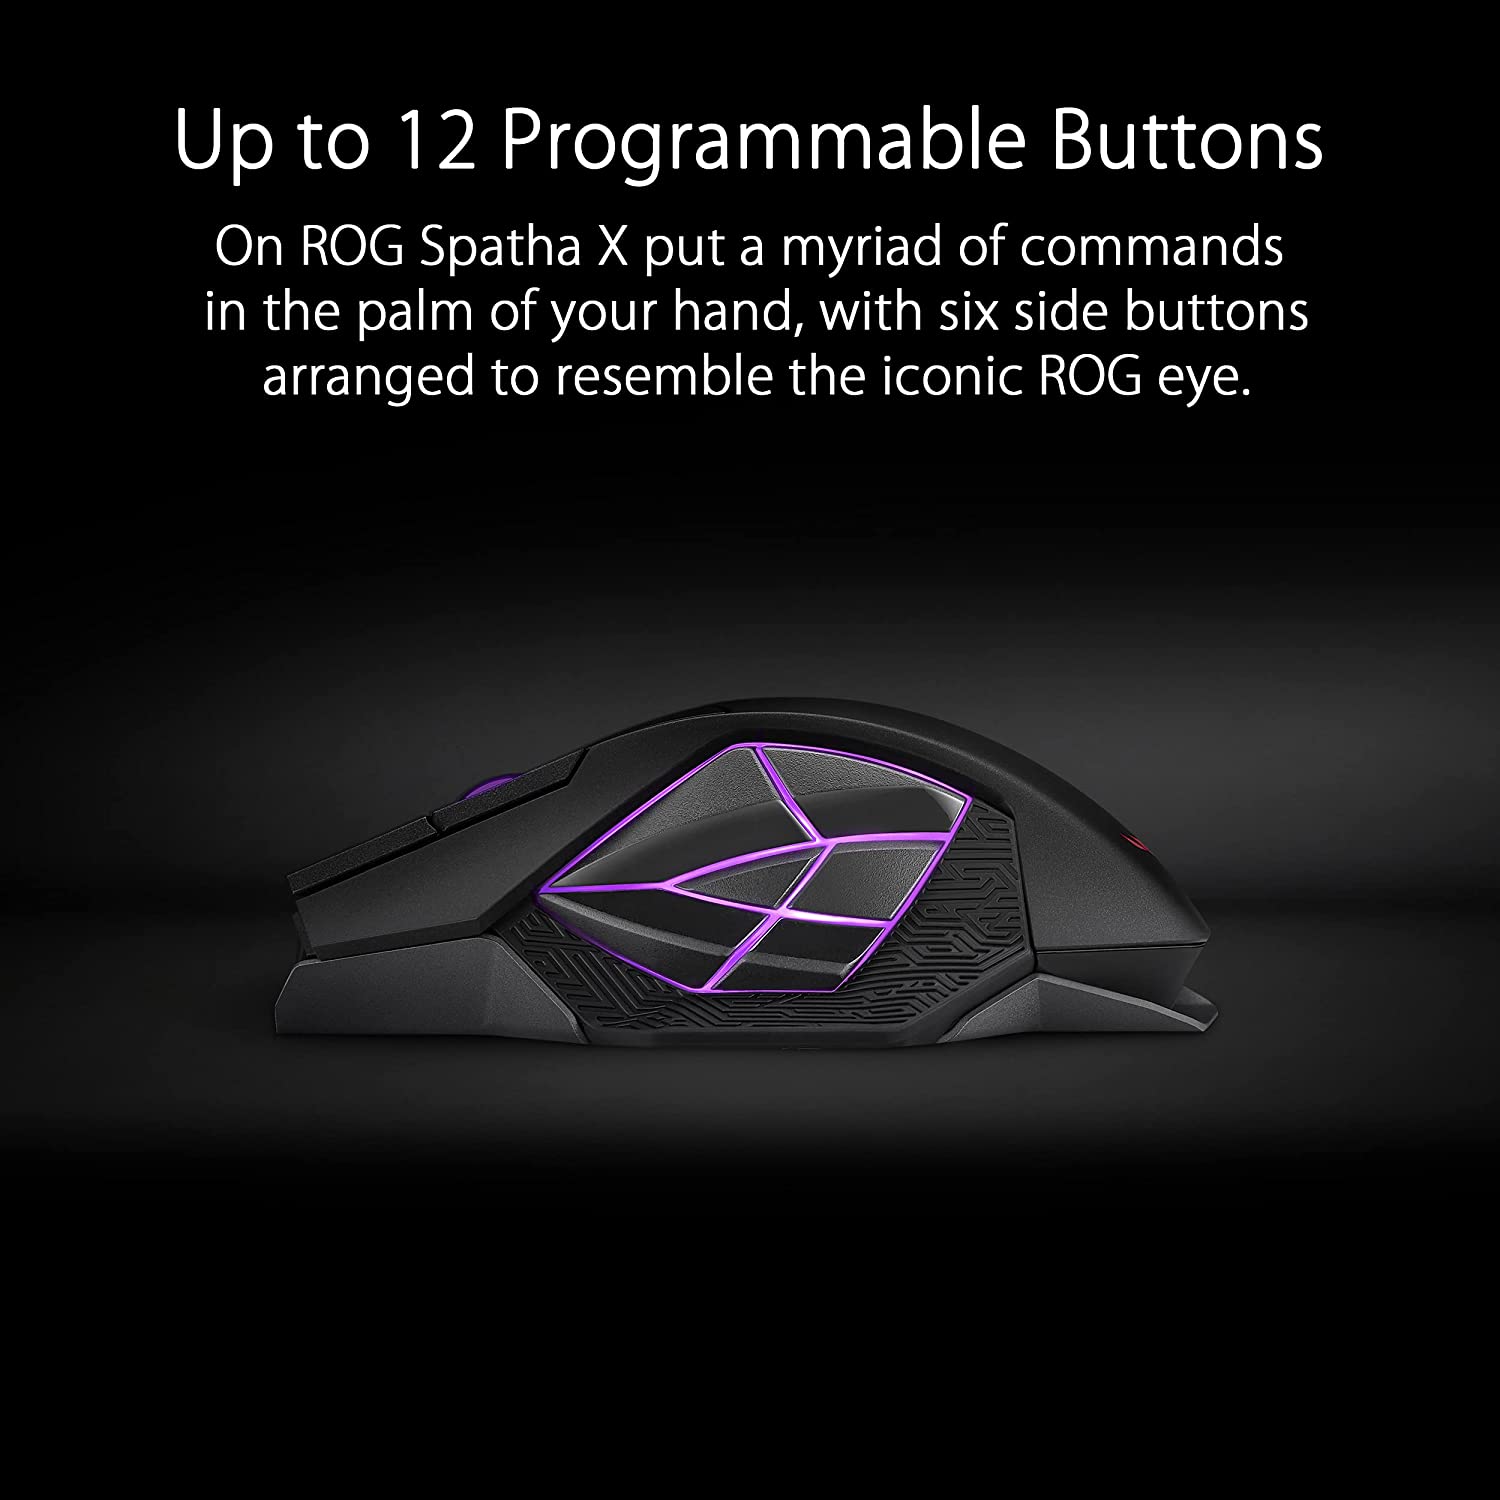 Up to 12 Programmable Buttons
On ROG Spatha X put a myriad of commands
in the palm of your hand, with six side buttons
arranged to resemble the iconic ROG eye.